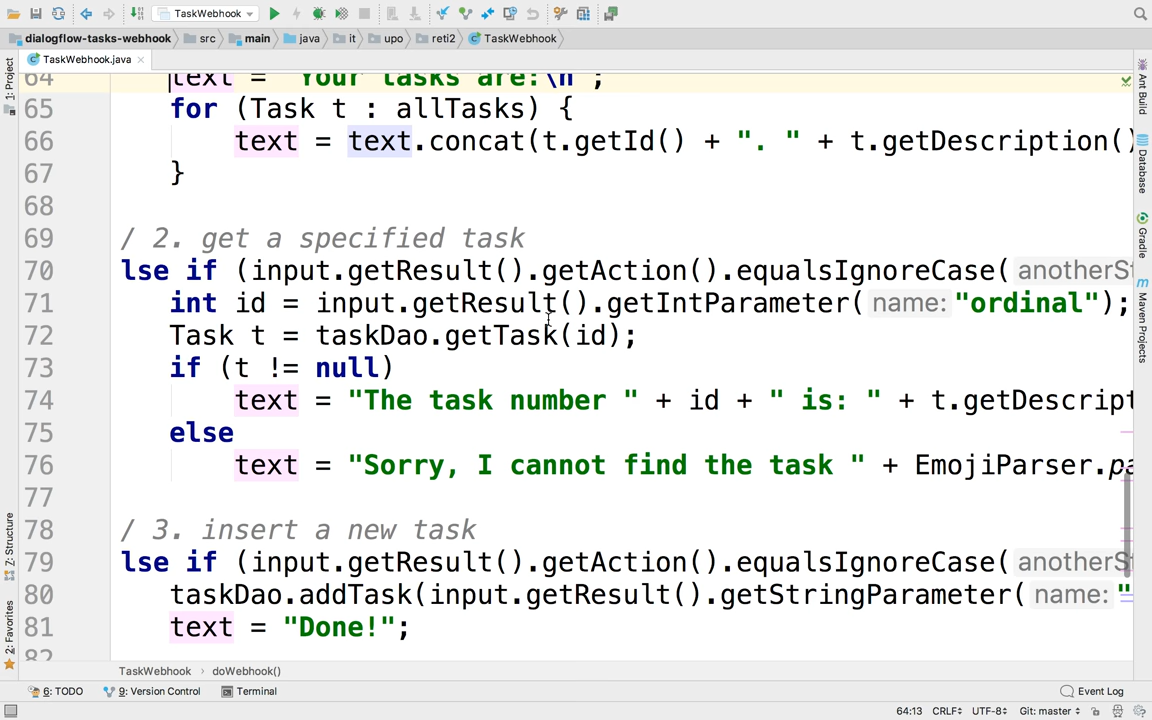 TaskWebhook
dialogflow-tasks-webhook src main java it upo reti2 TaskWebhook
TaskWebhook.java
1: Project
Z: Structure
2: Favorites
Ant Build
Database
Gradle
Maven Projects
64 text = "Your tasks are:\n";
65 for (Task t : allTasks) {
66 text = text.concat(t.getId() + ". " + t.getDescription()
67 }
68
69 / 2. get a specified task
70 lse if (input.getResult().getAction().equalsIgnoreCase( anotherSt
71 int id = input.getResult().getIntParameter( name: "ordinal");
72 Task t = taskDao.getTask(id);
73 if (t != null)
74 text = "The task number " + id + " is: " + t.getDescript
75 else
76 text = "Sorry, I cannot find the task " + EmojiParser.pa
77
78 / 3. insert a new task
79 lse if (input.getResult().getAction().equalsIgnoreCase( anotherSt
80 taskDao.addTask(input.getResult().getStringParameter( name: "
81 text = "Done!";
82
TaskWebhook › doWebhook()
6: TODO 9: Version Control Terminal Event Log
64:13 CRLF UTF-8 Git: master